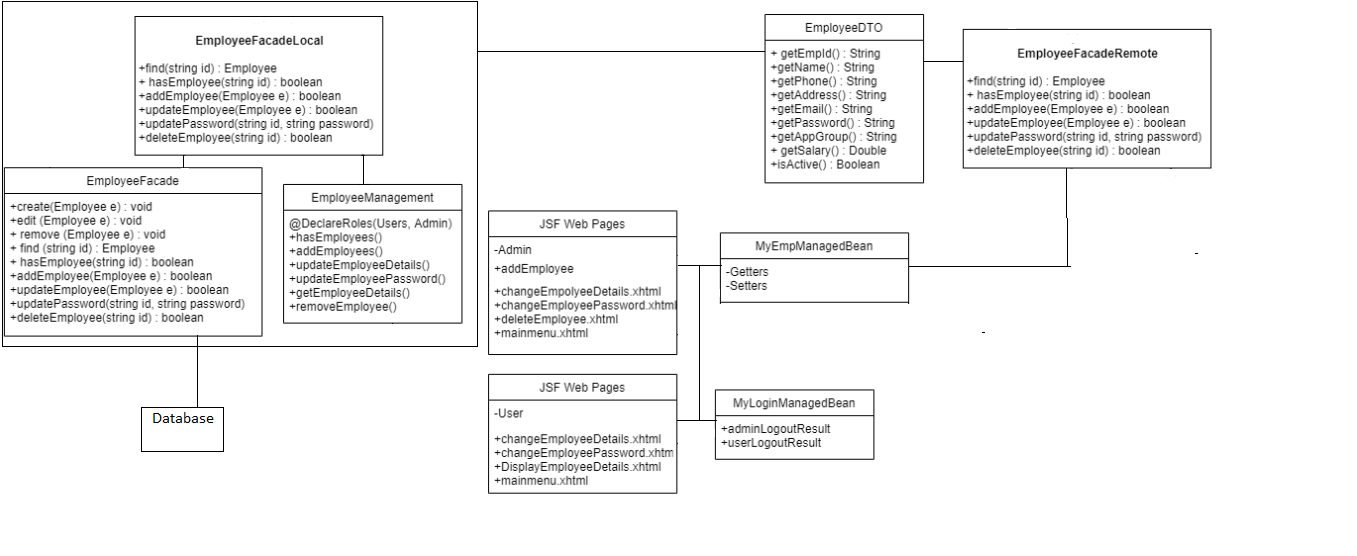 EmployeeFacadeLocal
+find(string id) : Employee
+ hasEmployee(string id) : boolean
+addEmployee(Employee e) : boolean
+updateEmployee(Employee e) : boolean
+updatePassword(string id, string password)
+deleteEmployee(string id) : boolean
EmployeeFacade
+create(Employee e) : void
+edit (Employee e) : void
+ remove (Employee e) : void
+ find (string id) : Employee
+ hasEmployee(string id) : boolean
+addEmployee(Employee e) : boolean
+updateEmployee(Employee e) : boolean
+updatePassword(string id, string password)
+deleteEmployee(string id) : boolean
EmployeeManagement
@DeclareRoles(Users, Admin)
+hasEmployees()
+addEmployees()
+updateEmployeeDetails()
+updateEmployeePassword()
+getEmployeeDetails()
+removeEmployee()
Database
EmployeeDTO
+ getEmpId() : String
+getName() : String
+getPhone() : String
+getAddress() : String
+getEmail() : String
+getPassword() : String
+getAppGroup() : String
+ getSalary() : Double
+isActive() : Boolean
EmployeeFacadeRemote
+find(string id) : Employee
+ hasEmployee(string id) : boolean
+addEmployee(Employee e) : boolean
+updateEmployee(Employee e) : boolean
+updatePassword(string id, string password)
+deleteEmployee(string id) : boolean
JSF Web Pages
-Admin
+addEmployee
+changeEmpolyeeDetails.xhtml
+changeEmployeePassword.xhtml
+deleteEmployee.xhtml
+mainmenu.xhtml
MyEmpManagedBean
-Getters
-Setters
JSF Web Pages
-User
+changeEmployeeDetails.xhtml
+changeEmployeePassword.xhtm
+DisplayEmployeeDetails.xhtml
+mainmenu.xhtml
MyLoginManagedBean
+adminLogoutResult
+userLogoutResult